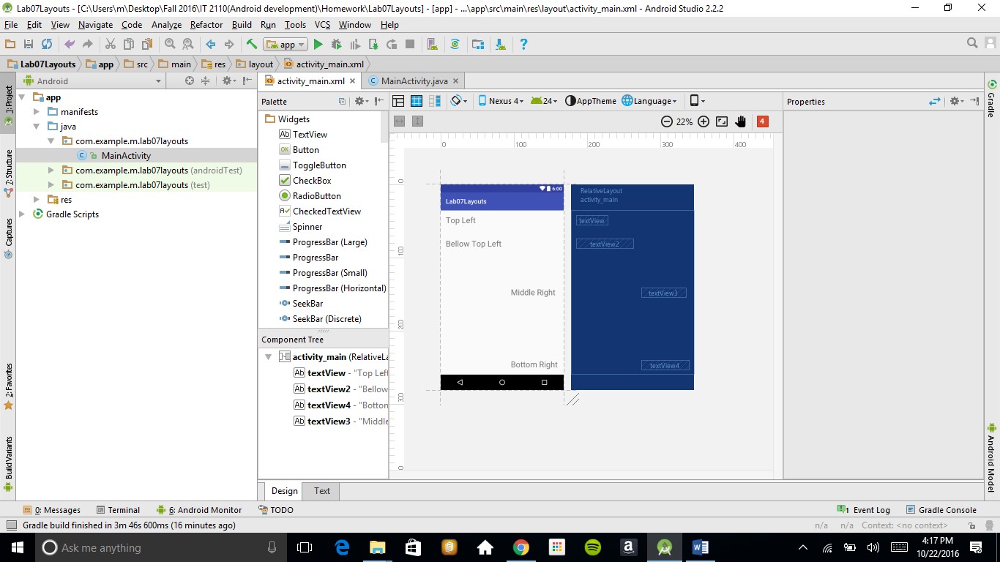 Lab07Layouts - [C:\Users\m\Desktop\Fall 2016\IT 2110(Android development)\Homework\Lab07Layouts] - [app] - ...\app\src\main\res\layout\activity_main.xml - Android Studio 2.2.2
File Edit View Navigate Code Analyze Refactor Build Run Tools VCS Window Help
app
Lab07Layouts app src main res layout activity_main.xml
1: Project
7: Structure
Captures
2: Favorites
Build Variants
Android
app
manifests
java
com.example.m.lab07layouts
MainActivity
com.example.m.lab07layouts (androidTest)
com.example.m.lab07layouts (test)
res
Gradle Scripts
activity_main.xml MainActivity.java
Palette
Widgets
Ab TextView
OK Button
ToggleButton
CheckBox
RadioButton
CheckedTextView
Spinner
ProgressBar (Large)
ProgressBar
ProgressBar (Small)
ProgressBar (Horizontal)
SeekBar
SeekBar (Discrete)
Component Tree
activity_main (RelativeLa
Ab textView - "Top Left
Ab textView2 - "Bellow
Ab textView4 - "Botton
Ab textView3 - "Middle
Nexus 4 24 AppTheme Language
22% 4
0 100 200 300 400
0
100
200
300
0
6:00
Lab07Layouts
Top Left
Bellow Top Left
Middle Right
Bottom Right
RelativeLayout
activity_main
textView
textView2
textView3
textView4
Properties
Gradle
Android Model
Design Text
0: Messages Terminal 6: Android Monitor TODO 1 Event Log Gradle Console
Gradle build finished in 3m 46s 600ms (16 minutes ago) n/a n/a Context: <no context>
Ask me anything
4:17 PM
10/22/2016